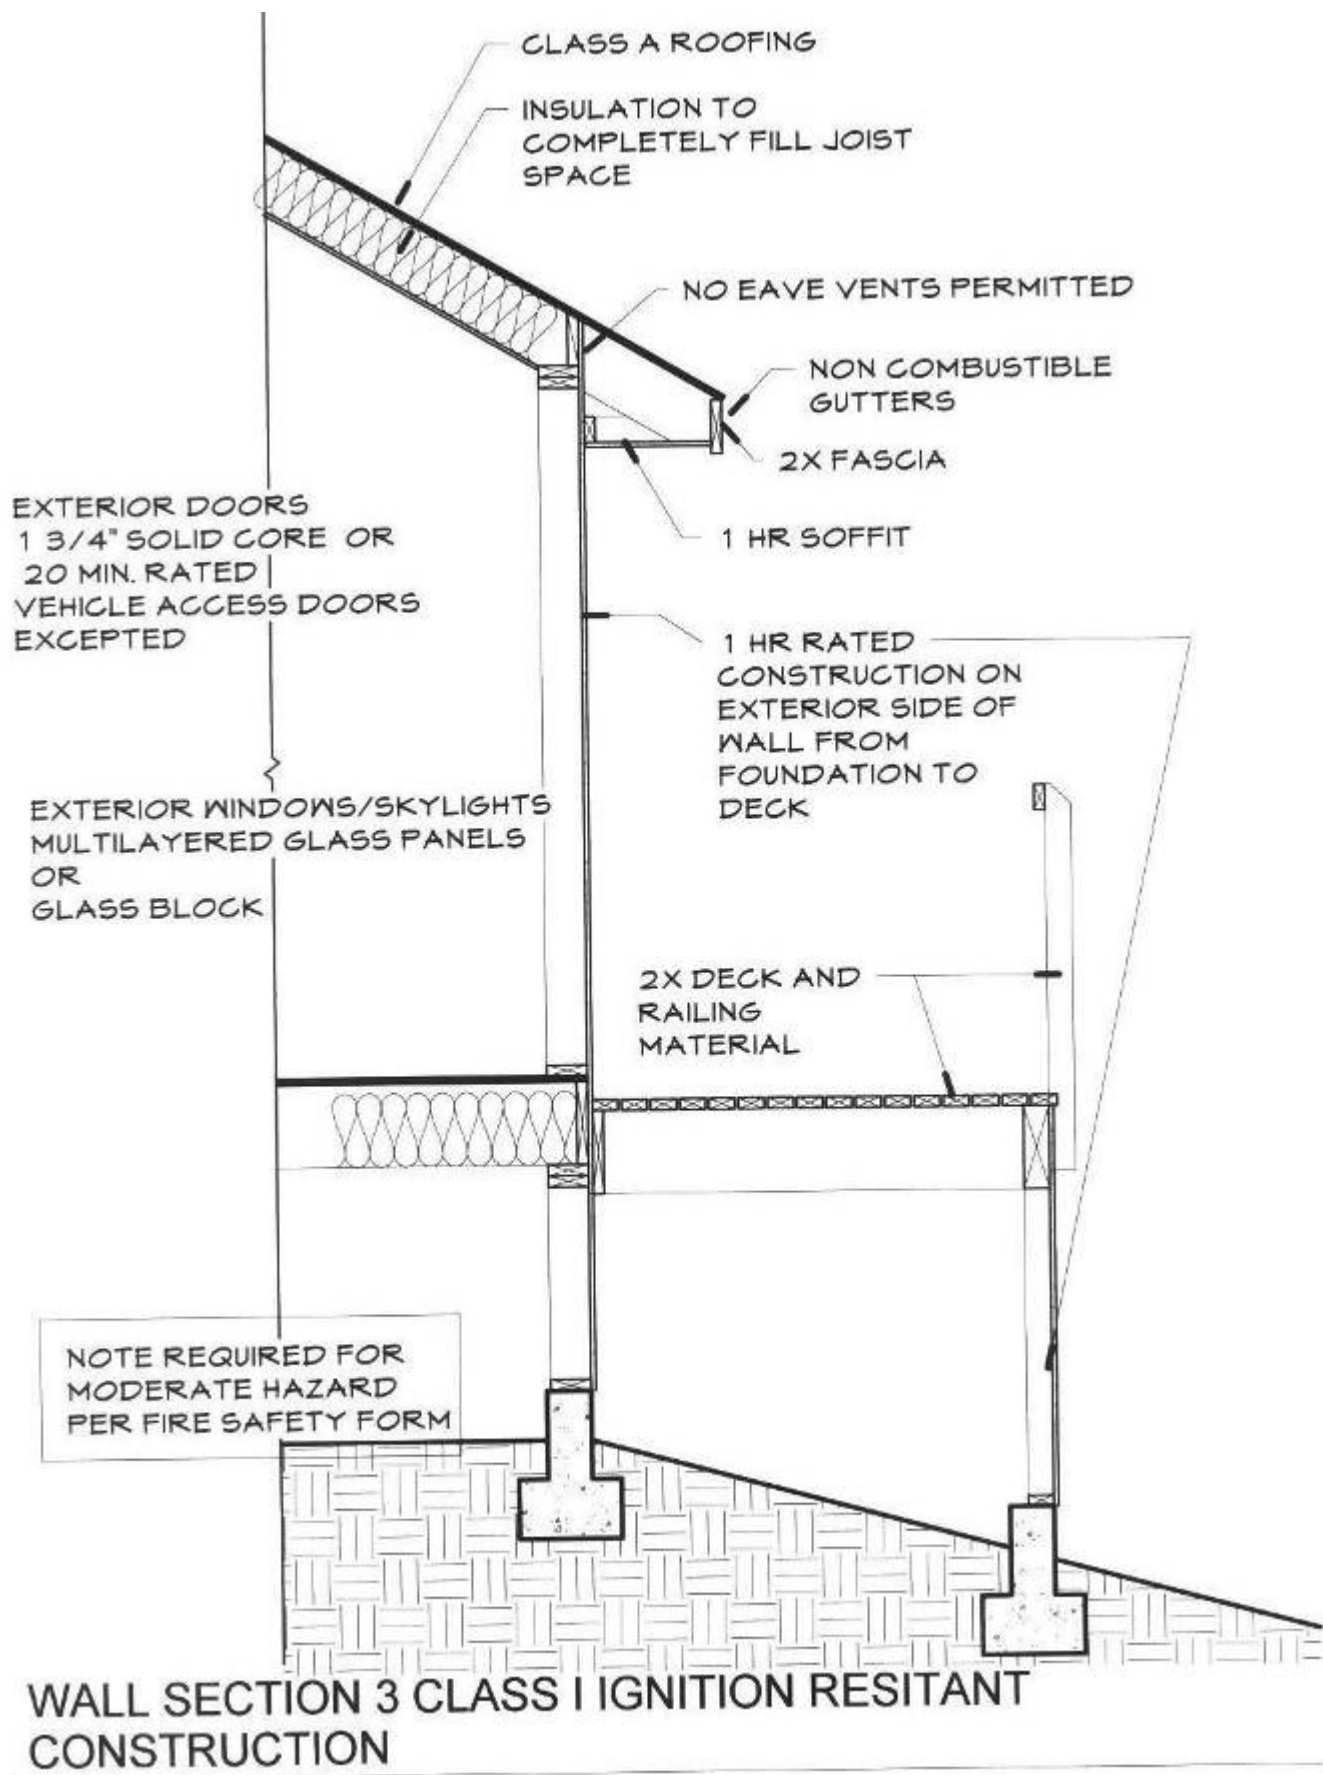 CLASS A ROOFING
INSULATION TO
COMPLETELY FILL JOIST
SPACE
NO EAVE VENTS PERMITTED
NON COMBUSTIBLE
GUTTERS
2X FASCIA
EXTERIOR DOORS
1 3/4" SOLID CORE OR
20 MIN. RATED
VEHICLE ACCESS DOORS
EXCEPTED
1 HR SOFFIT
1 HR RATED
CONSTRUCTION ON
EXTERIOR SIDE OF
WALL FROM
FOUNDATION TO
DECK
EXTERIOR WINDOWS/SKYLIGHTS
MULTILAYERED GLASS PANELS
OR
GLASS BLOCK
2X DECK AND
RAILING
MATERIAL
NOTE REQUIRED FOR
MODERATE HAZARD
PER FIRE SAFETY FORM
WALL SECTION 3 CLASS I IGNITION RESITANT
CONSTRUCTION